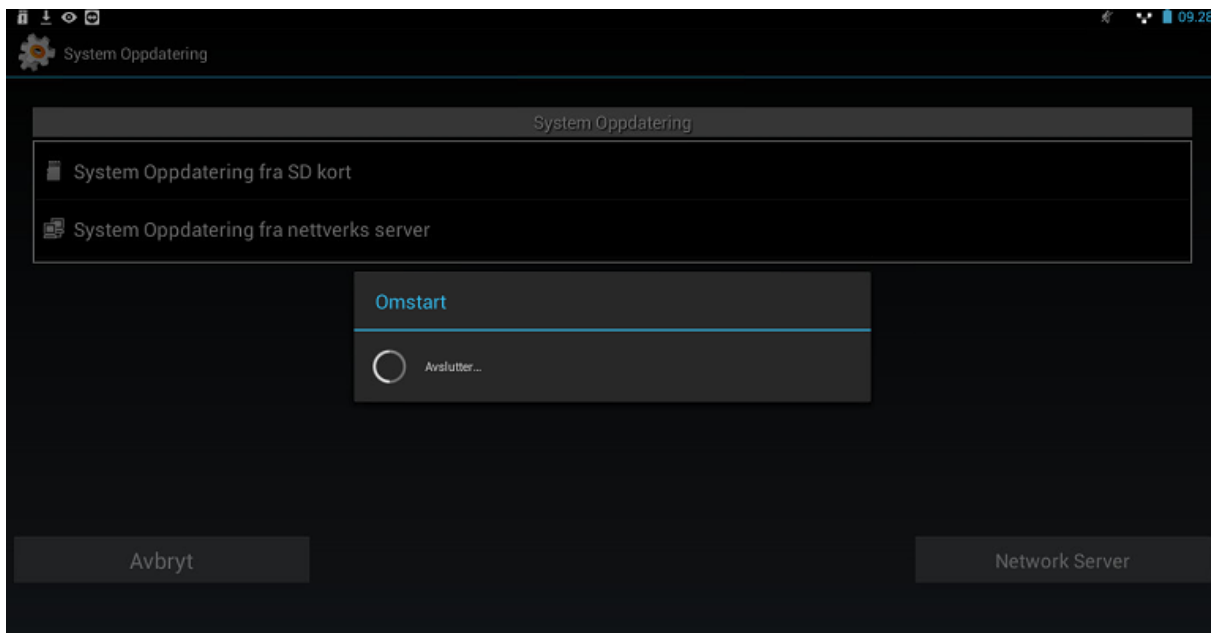 09.28
System Oppdatering
System Oppdatering
System Oppdatering fra SD kort
System Oppdatering fra nettverks server
Omstart
Avslutter...
Avbryt
Network Server